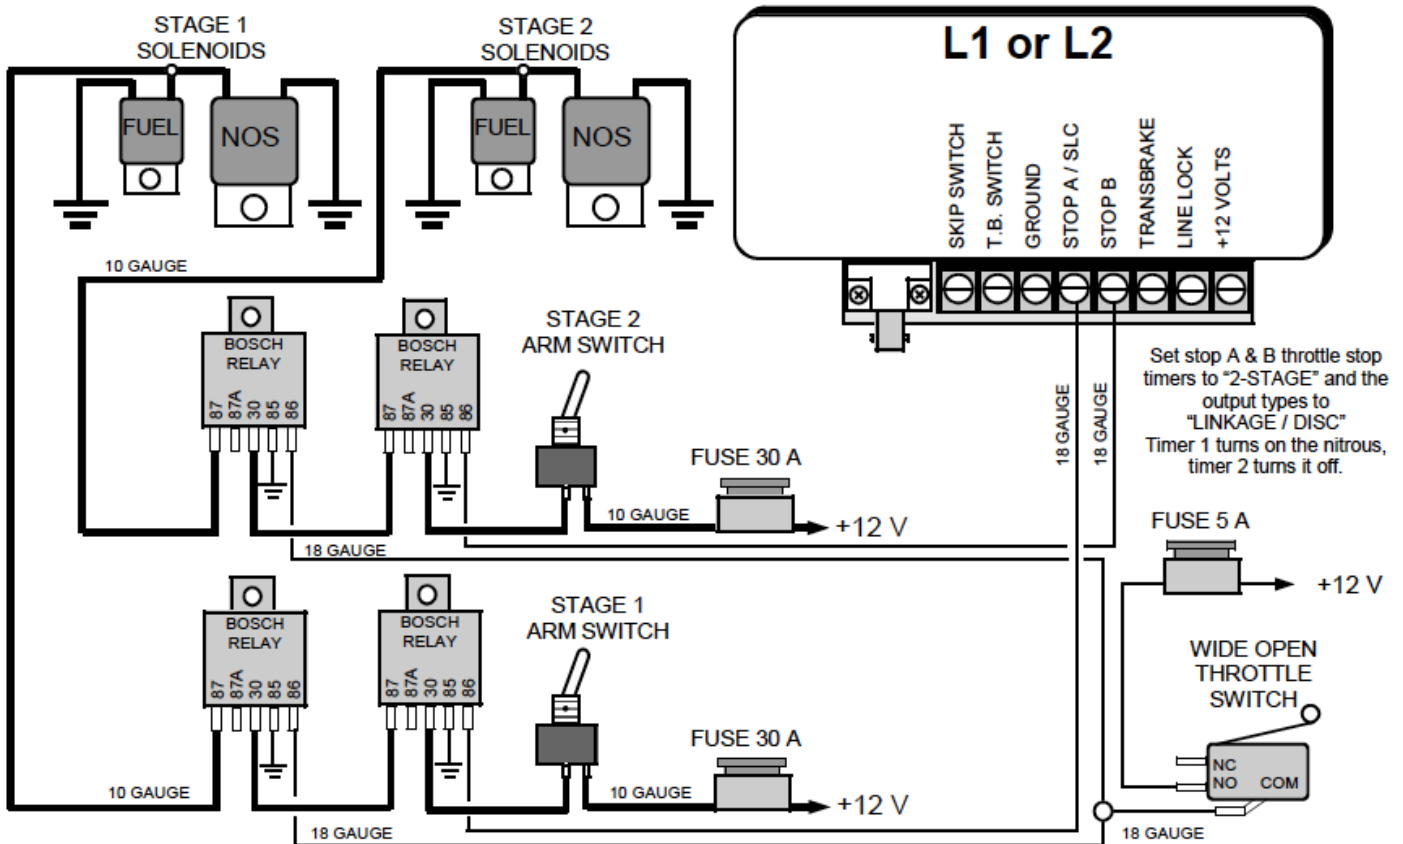 STAGE 1
SOLENOIDS
STAGE 2
SOLENOIDS
L1 or L2
FUEL
NOS
FUEL
NOS
SKIP SWITCH
T.B. SWITCH
GROUND
STOP A / SLC
STOP B
TRANSBRAKE
LINE LOCK
+12 VOLTS
10 GAUGE
BOSCH
RELAY
87
87A
30
85
86
BOSCH
RELAY
87
87A
30
85
86
STAGE 2
ARM SWITCH
FUSE 30 A
10 GAUGE
+12 V
18 GAUGE
18 GAUGE
18 GAUGE
Set stop A & B throttle stop
timers to "2-STAGE" and the
output types to
"LINKAGE / DISC"
Timer 1 turns on the nitrous,
timer 2 turns it off.
FUSE 5 A
+12 V
BOSCH
RELAY
87
87A
30
85
86
BOSCH
RELAY
87
87A
30
85
86
STAGE 1
ARM SWITCH
FUSE 30 A
10 GAUGE
10 GAUGE
+12 V
18 GAUGE
WIDE OPEN
THROTTLE
SWITCH
NC
NO
COM
18 GAUGE